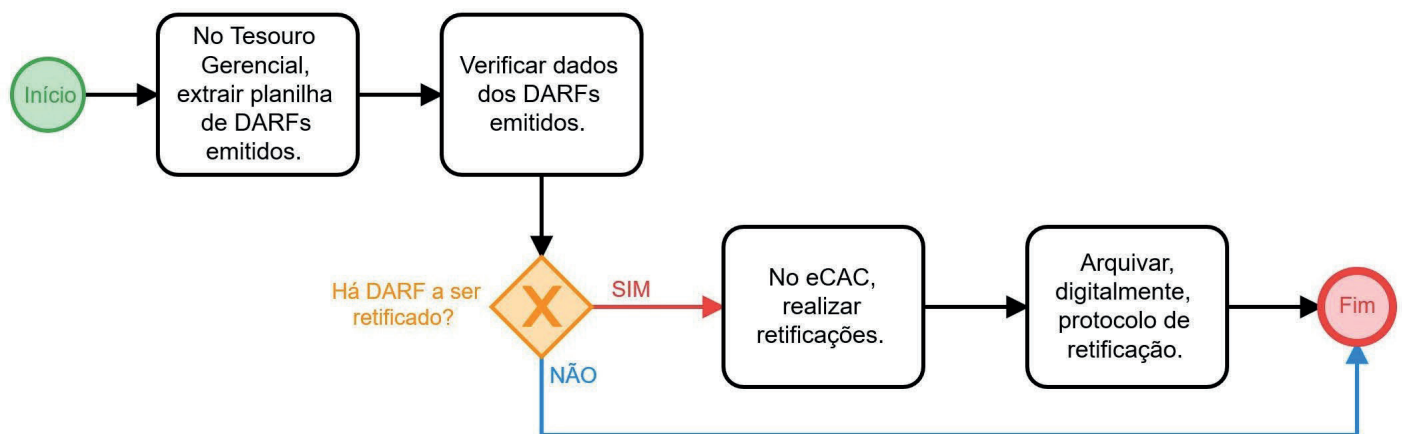 Início
No Tesouro
Gerencial,
extrair planilha
de DARFs
emitidos.
Verificar dados
dos DARFs
emitidos.
Há DARF a ser
retificado?
X
SIM
NÃO
No eCAC,
realizar
retificações.
Arquivar,
digitalmente,
protocolo de
retificação.
Fim